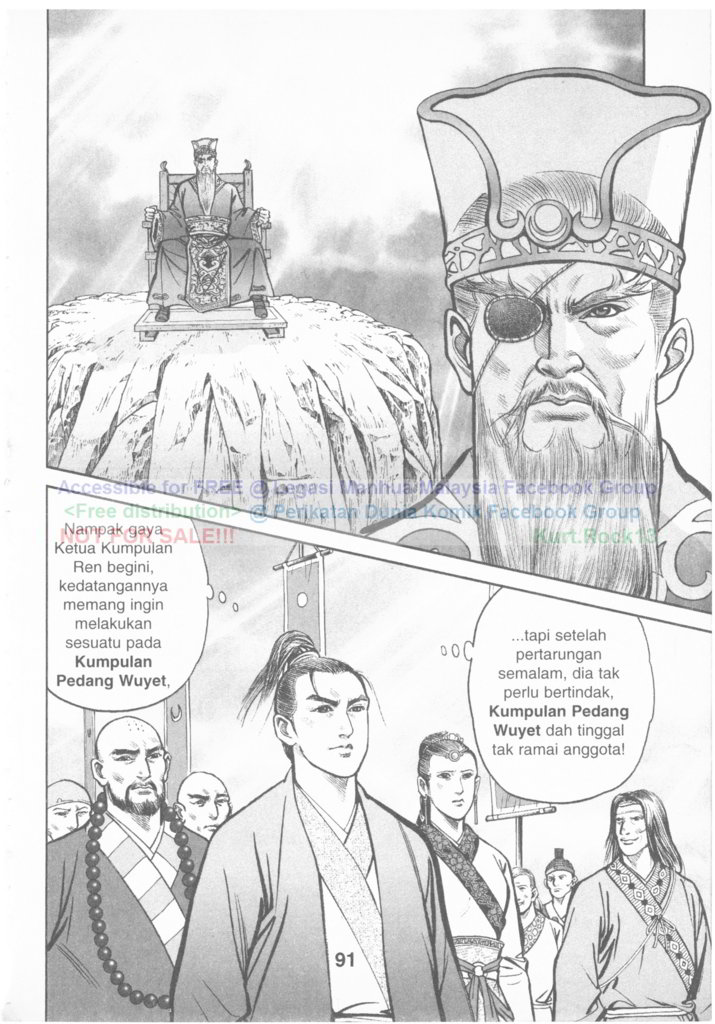 Accessible for FREE @ Legasi Manhua Malaysia Facebook Group
<Free distribution> @ Perikatan Dunia Komik Facebook Group
NOT FOR SALE!!! Kurt.Rock13
Nampak gaya
Ketua Kumpulan
Ren begini,
kedatangannya
memang ingin
melakukan
sesuatu pada
Kumpulan
Pedang Wuyet,
...tapi setelah
pertarungan
semalam, dia tak
perlu bertindak,
Kumpulan Pedang
Wuyet dah tinggal
tak ramai anggota!
91